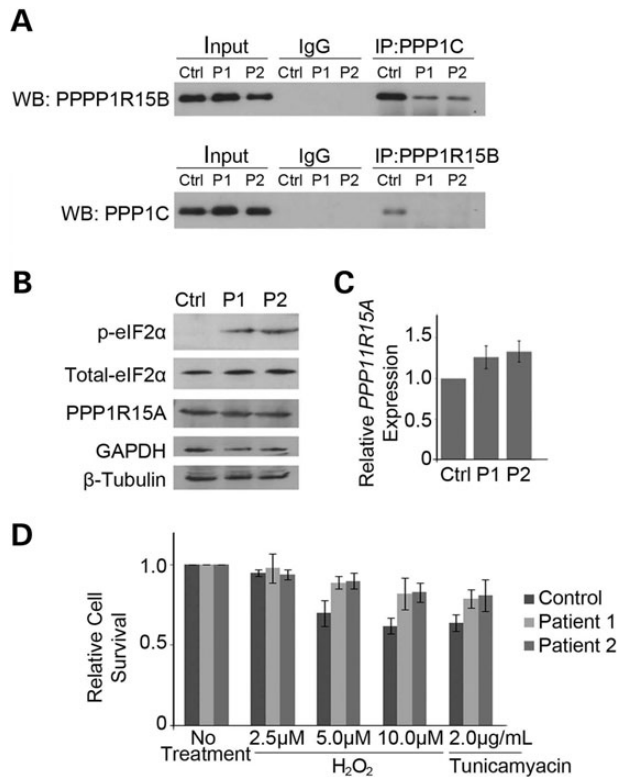 A
Input IgG IP:PPP1C
Ctrl P1 P2 Ctrl P1 P2 Ctrl P1 P2
WB: PPPP1R15B
Input IgG IP:PPP1R15B
Ctrl P1 P2 Ctrl P1 P2 Ctrl P1 P2
WB: PPP1C
B
Ctrl P1 P2
p-eIF2α
Total-eIF2α
PPP1R15A
GAPDH
β-Tubulin
C
Relative PPP11R15A
Expression
1.5
1.0
0.5
0
Ctrl P1 P2
D
Relative Cell
Survival
1.0
0.5
0
Control
Patient 1
Patient 2
No
Treatment
2.5µM 5.0µM 10.0µM 2.0µg/mL
H₂O₂ Tunicamyacin